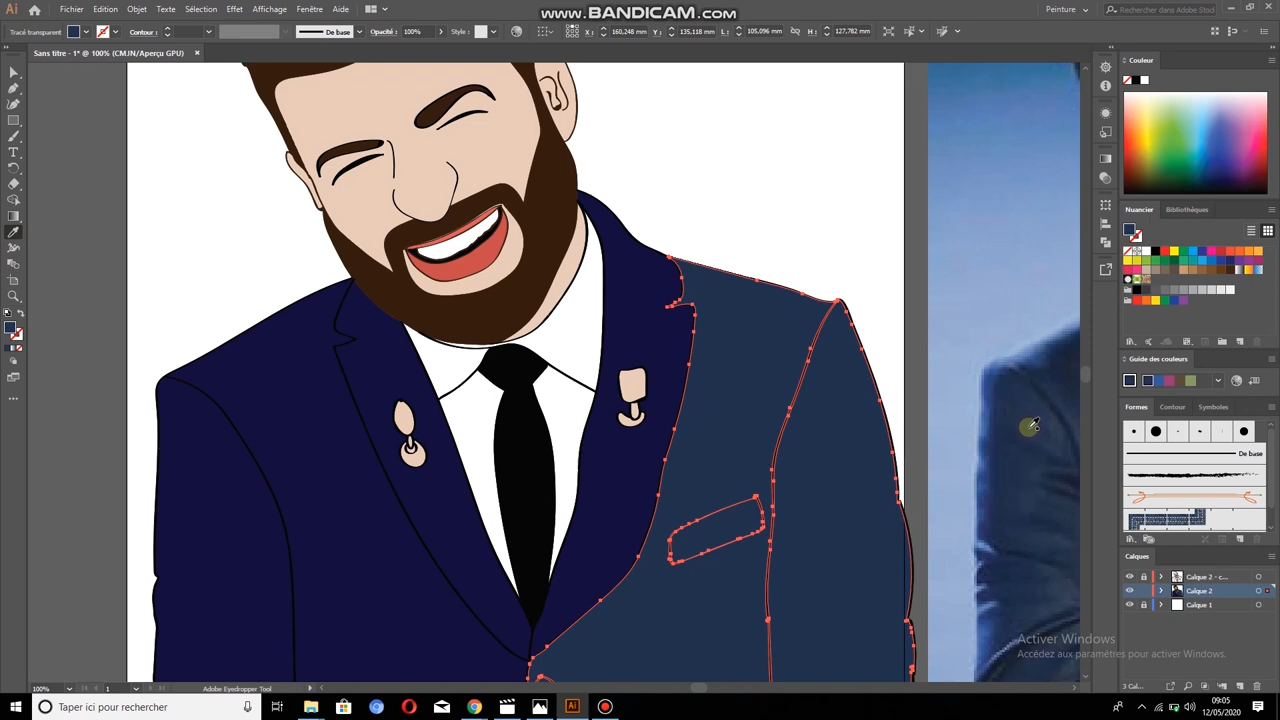 www.BANDICAM.com
Ai Fichier Edition Objet Texte Sélection Effet Affichage Fenêtre Aide
Peinture
Rechercher dans Adobe Stock
Tracé transparent
Contour :
De base
Opacité : 100%
Style :
X : 160,248 mm
Y : 135,118 mm
L : 105,096 mm
H : 127,782 mm
Sans titre - 1* @ 100% (CMJN/Aperçu GPU)
Couleur
Nuancier Bibliothèques
Guide des couleurs
Formes Contour Symboles
De base
Calques
Calque 2 - c...
Calque 2
Calque 1
Activer Windows
Accédez aux paramètres pour activer Windows.
3 Cal...
100%
1
Adobe Eyedropper Tool
Taper ici pour rechercher
Ai
09:05
12/05/2020